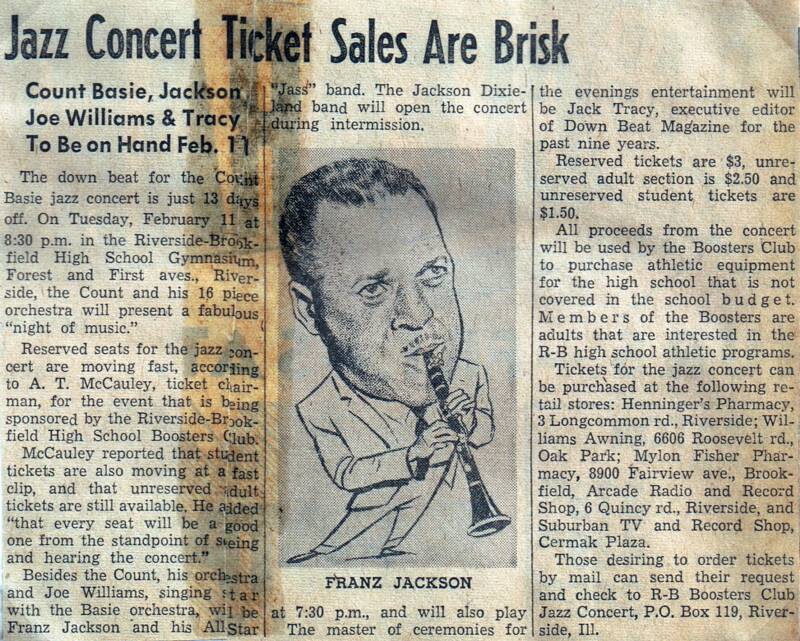 Jazz Concert Ticket Sales Are Brisk
Count Basie, Jackson
Joe Williams & Tracy
To Be on Hand Feb. 11
The down beat for the Count
Basie jazz concert is just 13 days
off. On Tuesday, February 11 at
8:30 p.m. in the Riverside-Brook-
field High School Gymnasium,
Forest and First aves., River-
side, the Count and his 16 piece
orchestra will present a fabulous
"night of music."
Reserved seats for the jazz con-
cert are moving fast, according
to A. T. McCauley, ticket chair-
man, for the event that is being
sponsored by the Riverside-Brook-
field High School Boosters Club.
McCauley reported that student
tickets are also moving at a fast
clip, and that unreserved adult
tickets are still available. He added
"that every seat will be a good
one from the standpoint of seeing
and hearing the concert."
Besides the Count, his orchestra
and Joe Williams, singing star
with the Basie orchestra, will be
Franz Jackson and his All Star
"Jass" band. The Jackson Dixie-
land band will open the concert
during intermission.
FRANZ JACKSON
at 7:30 p.m., and will also play
The master of ceremonies for
the evenings entertainment will
be Jack Tracy, executive editor
of Down Beat Magazine for the
past nine years.
Reserved tickets are $3, unre-
served adult section is $2.50 and
unreserved student tickets are
$1.50.
All proceeds from the concert
will be used by the Boosters Club
to purchase athletic equipment
for the high school that is not
covered in the school budget.
Members of the Boosters are
adults that are interested in the
R-B high school athletic programs.
Tickets for the jazz concert can
be purchased at the following re-
tail stores: Henninger's Pharmacy,
3 Longcommon rd., Riverside; Wil-
liams Awning, 6606 Roosevelt rd.,
Oak Park; Mylon Fisher Phar-
macy, 8900 Fairview ave., Brook-
field, Arcade Radio and Record
Shop, 6 Quincy rd., Riverside, and
Suburban TV and Record Shop,
Cermak Plaza.
Those desiring to order tickets
by mail can send their request
and check to R-B Boosters Club
Jazz Concert, P.O. Box 119, River-
side, Ill.